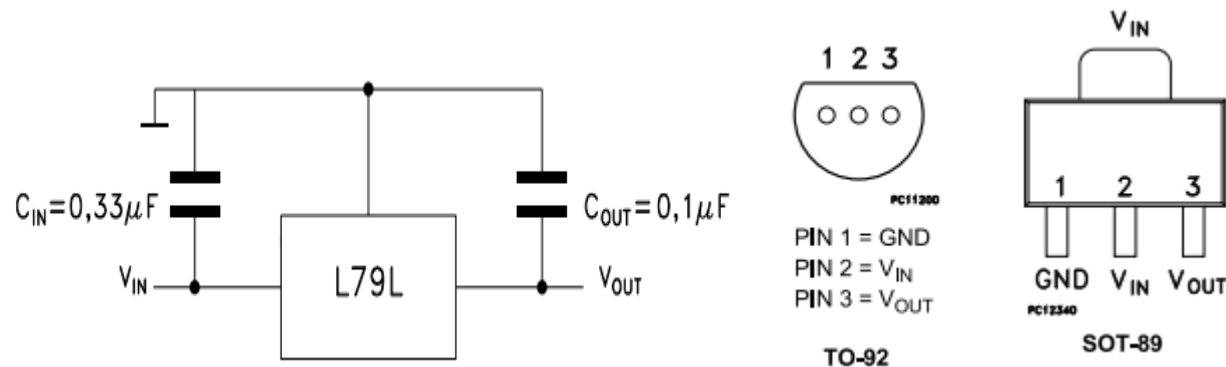 C_IN=0,33µF
C_OUT=0,1µF
V_IN
L79L
V_OUT
1 2 3
PC11200
PIN 1 = GND
PIN 2 = V_IN
PIN 3 = V_OUT
TO-92
V_IN
1 2 3
GND V_IN V_OUT
PC12340
SOT-89